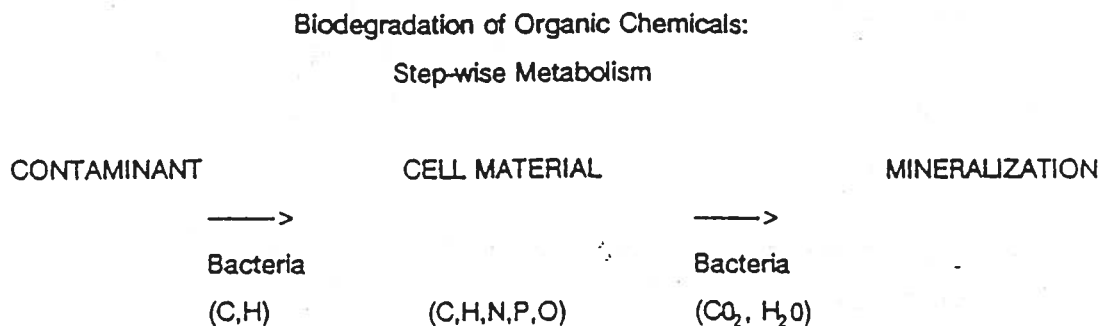 Biodegradation of Organic Chemicals:
Step-wise Metabolism
CONTAMINANT CELL MATERIAL MINERALIZATION
----> ---->
Bacteria Bacteria
(C,H) (C,H,N,P,O) (CO₂, H₂O)